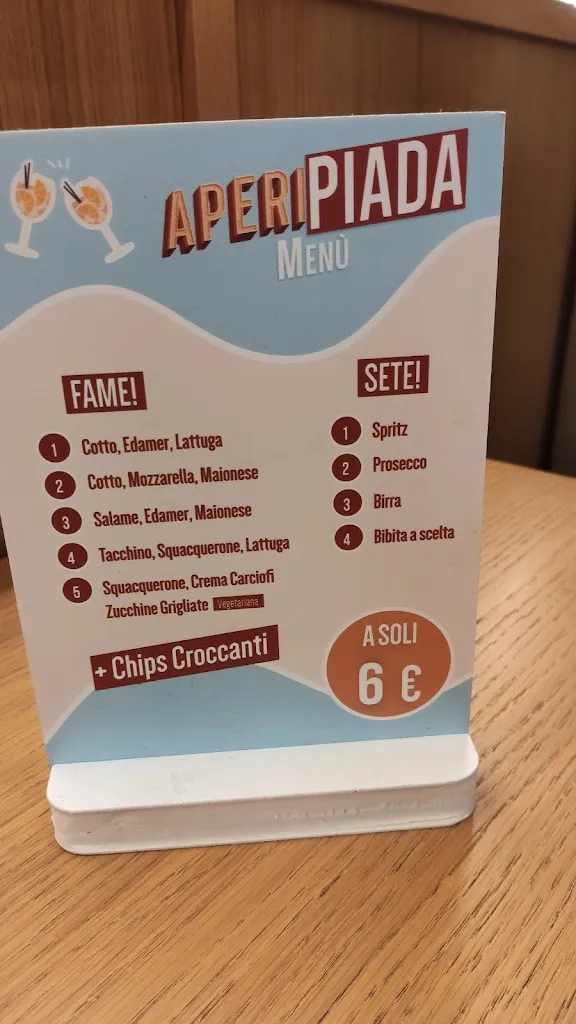 APERIPIADA
MENÙ
FAME!
1 Cotto, Edamer, Lattuga
2 Cotto, Mozzarella, Maionese
3 Salame, Edamer, Maionese
4 Tacchino, Squacquerone, Lattuga
5 Squacquerone, Crema Carciofi
Zucchine Grigliate Vegetariana
+ Chips Croccanti
SETE!
1 Spritz
2 Prosecco
3 Birra
4 Bibita a scelta
A SOLI
6 €